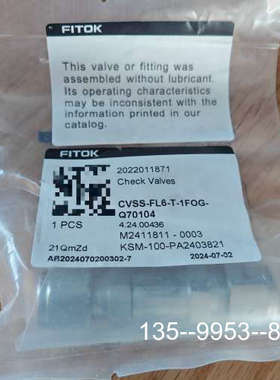 FITOK
This valve or fitting was
assembled without lubricant.
Its operating characteristics
may be inconsistent with the
information printed in our
catalog.
FITOK
2022011871
Check Valves
CVSS-FL6-T-1FOG-
Q70104
1 PCS
4.24.00436
M2411811 - 0003
21QmZd
KSM-100-PA2403821
AR2024070200302-7
2024-07-02
135--9953--8